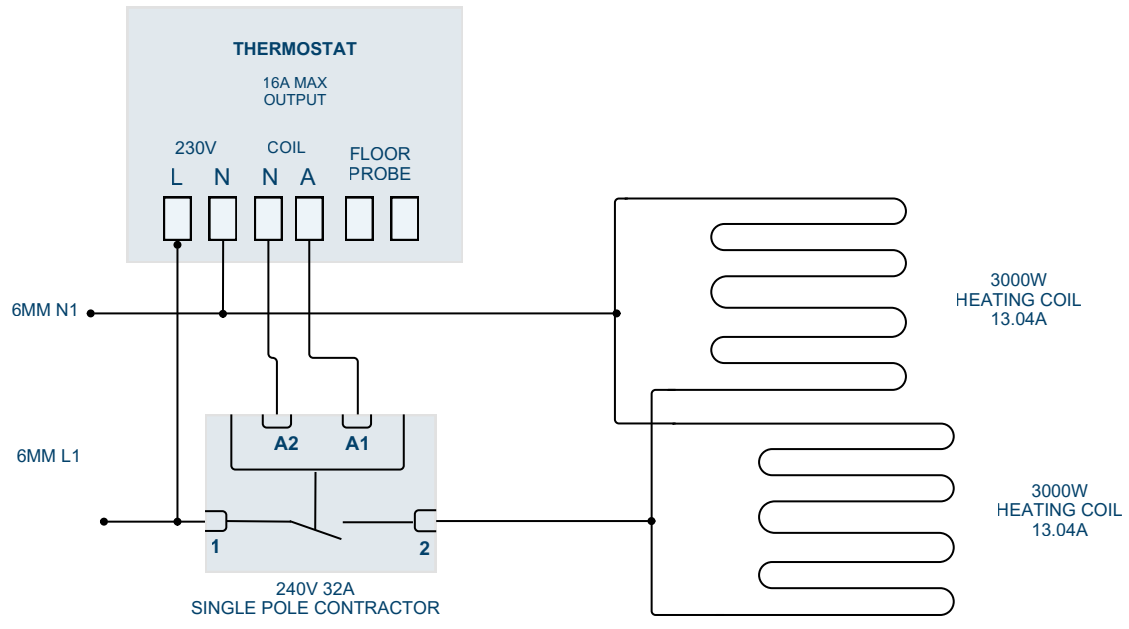 THERMOSTAT
16A MAX
OUTPUT
230V
COIL
FLOOR
PROBE
L
N
N
A
6MM N1
3000W
HEATING COIL
13.04A
A2
A1
6MM L1
1
2
3000W
HEATING COIL
13.04A
240V 32A
SINGLE POLE CONTRACTOR